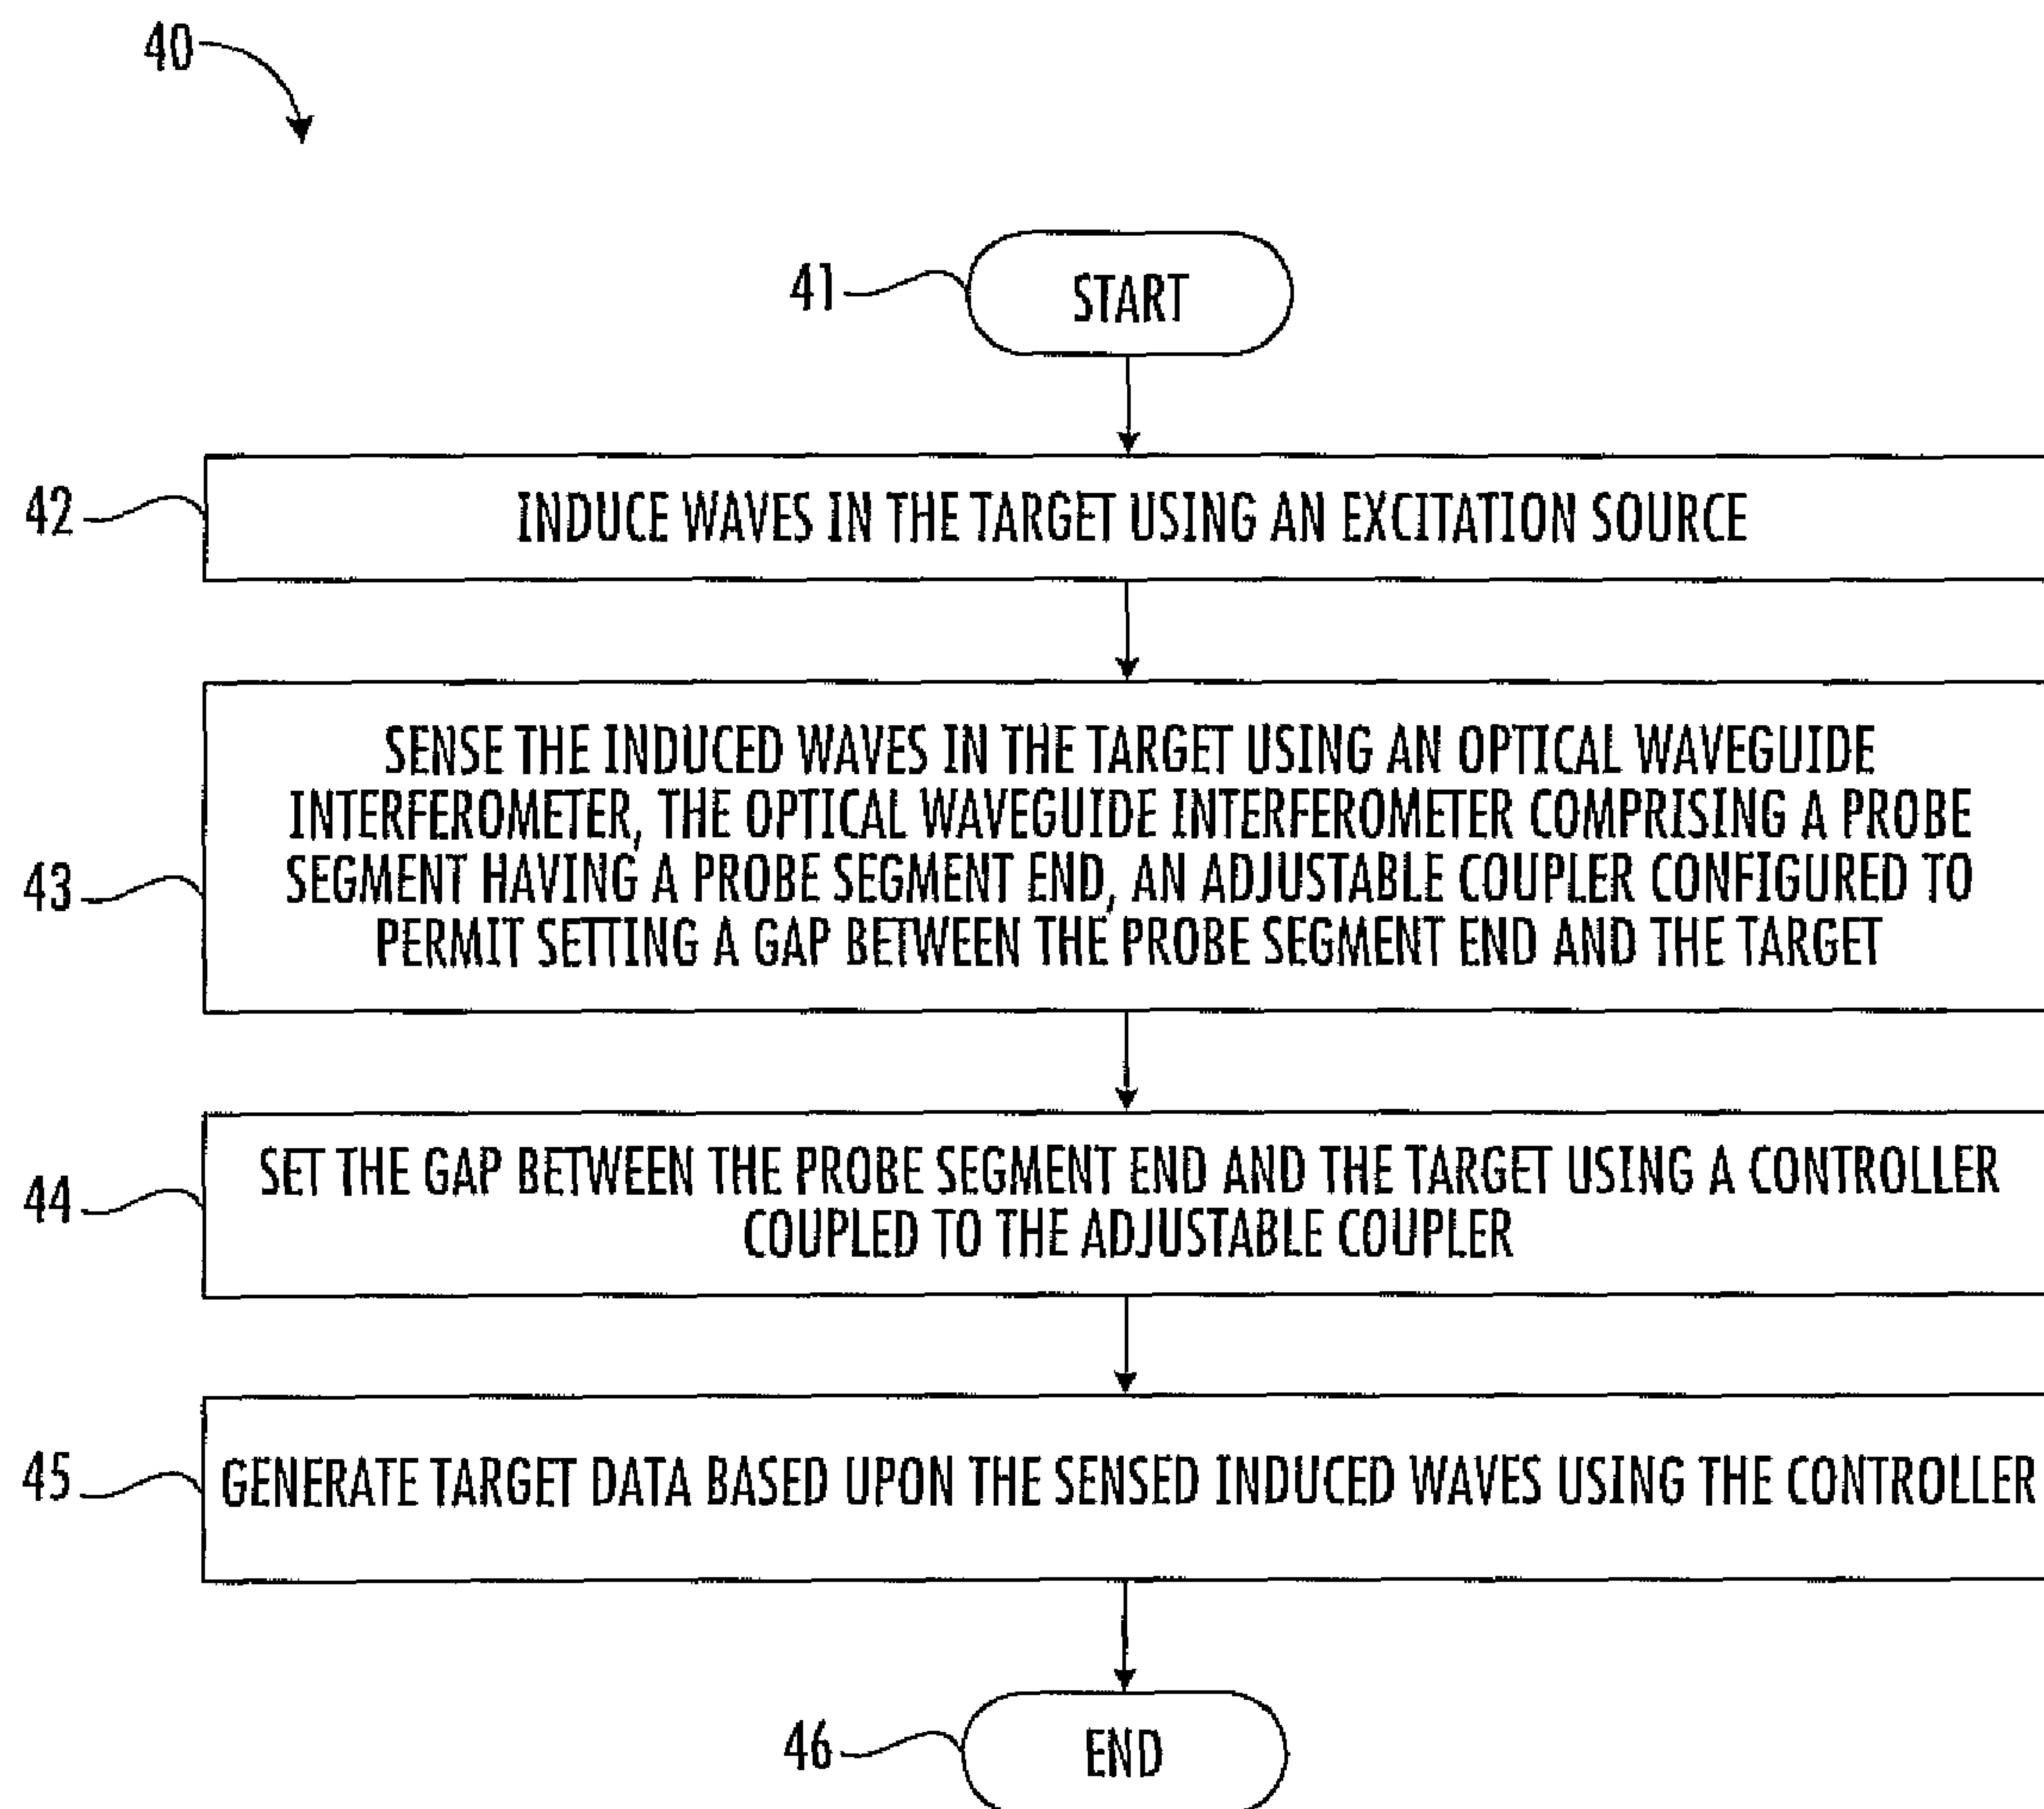 40
41
START
42
INDUCE WAVES IN THE TARGET USING AN EXCITATION SOURCE
43
SENSE THE INDUCED WAVES IN THE TARGET USING AN OPTICAL WAVEGUIDE
INTERFEROMETER, THE OPTICAL WAVEGUIDE INTERFEROMETER COMPRISING A PROBE
SEGMENT HAVING A PROBE SEGMENT END, AN ADJUSTABLE COUPLER CONFIGURED TO
PERMIT SETTING A GAP BETWEEN THE PROBE SEGMENT END AND THE TARGET
44
SET THE GAP BETWEEN THE PROBE SEGMENT END AND THE TARGET USING A CONTROLLER
COUPLED TO THE ADJUSTABLE COUPLER
45
GENERATE TARGET DATA BASED UPON THE SENSED INDUCED WAVES USING THE CONTROLLER
46
END